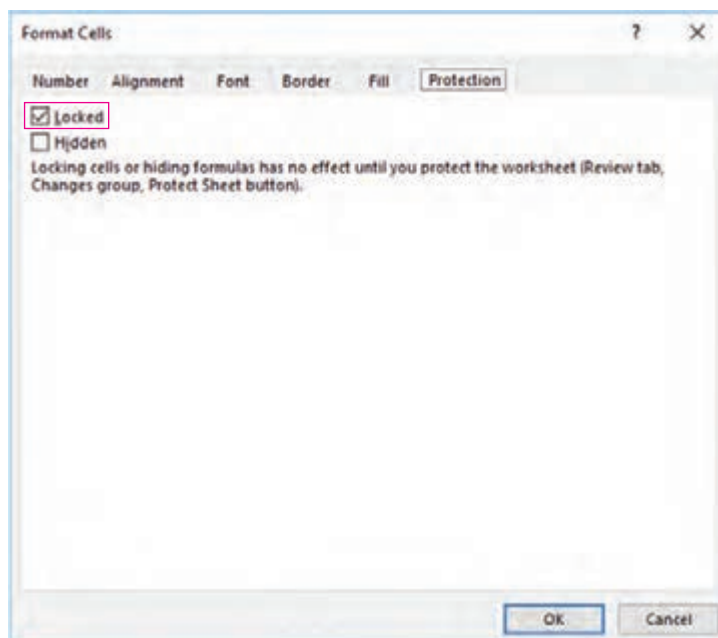 Format Cells ? X
Number Alignment Font Border Fill Protection
Locked
Hidden
Locking cells or hiding formulas has no effect until you protect the worksheet (Review tab,
Changes group, Protect Sheet button).
OK Cancel